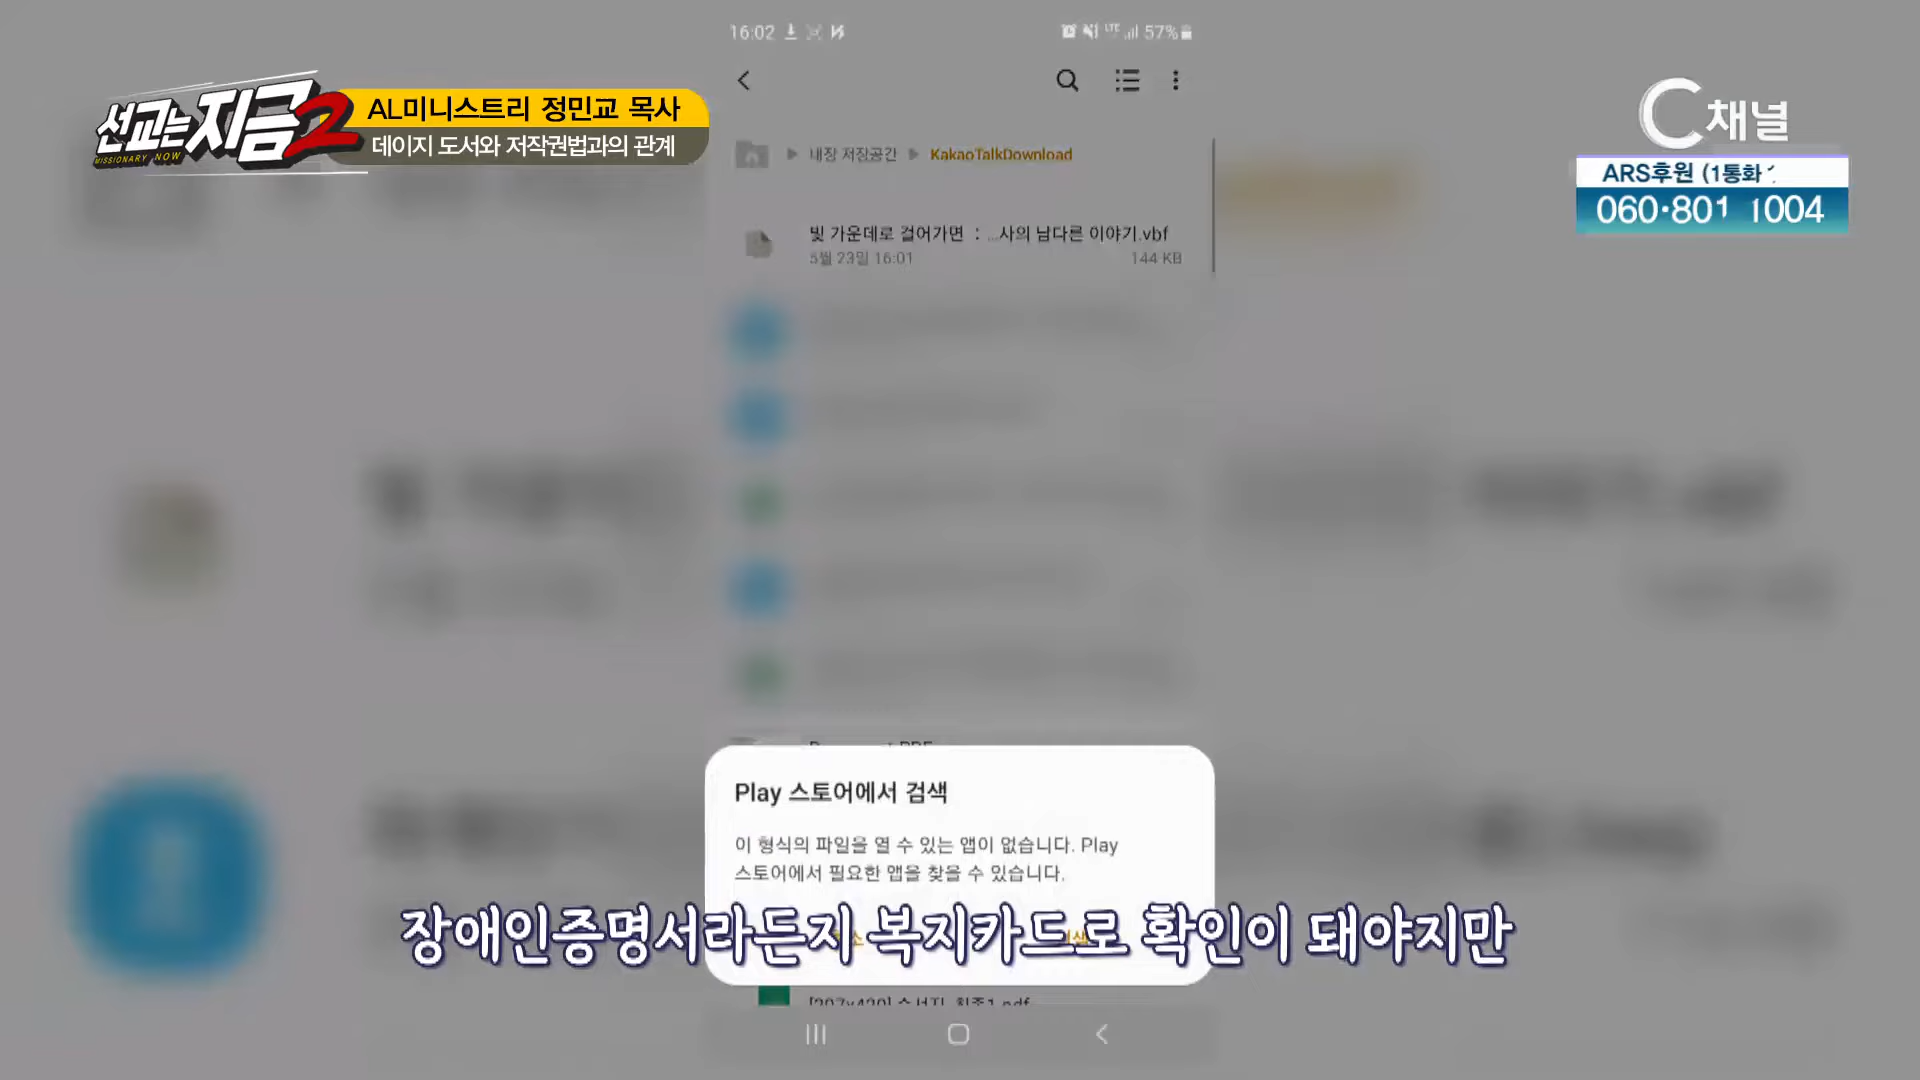 16:02
57%
선교는 지금2
MISSIONARY NOW
AL미니스트리 정민교 목사
데이지 도서와 저작권법과의 관계
C채널
ARS후원 (1통화
060·801 1004
내장 저장공간
KakaoTalkDownload
빛 가운데로 걸어가면 : ...사의 남다른 이야기.vbf
5월 23일 16:01
144 KB
Play 스토어에서 검색
이 형식의 파일을 열 수 있는 앱이 없습니다. Play
스토어에서 필요한 앱을 찾을 수 있습니다.
장애인증명서라든지 복지카드로 확인이 돼야지만